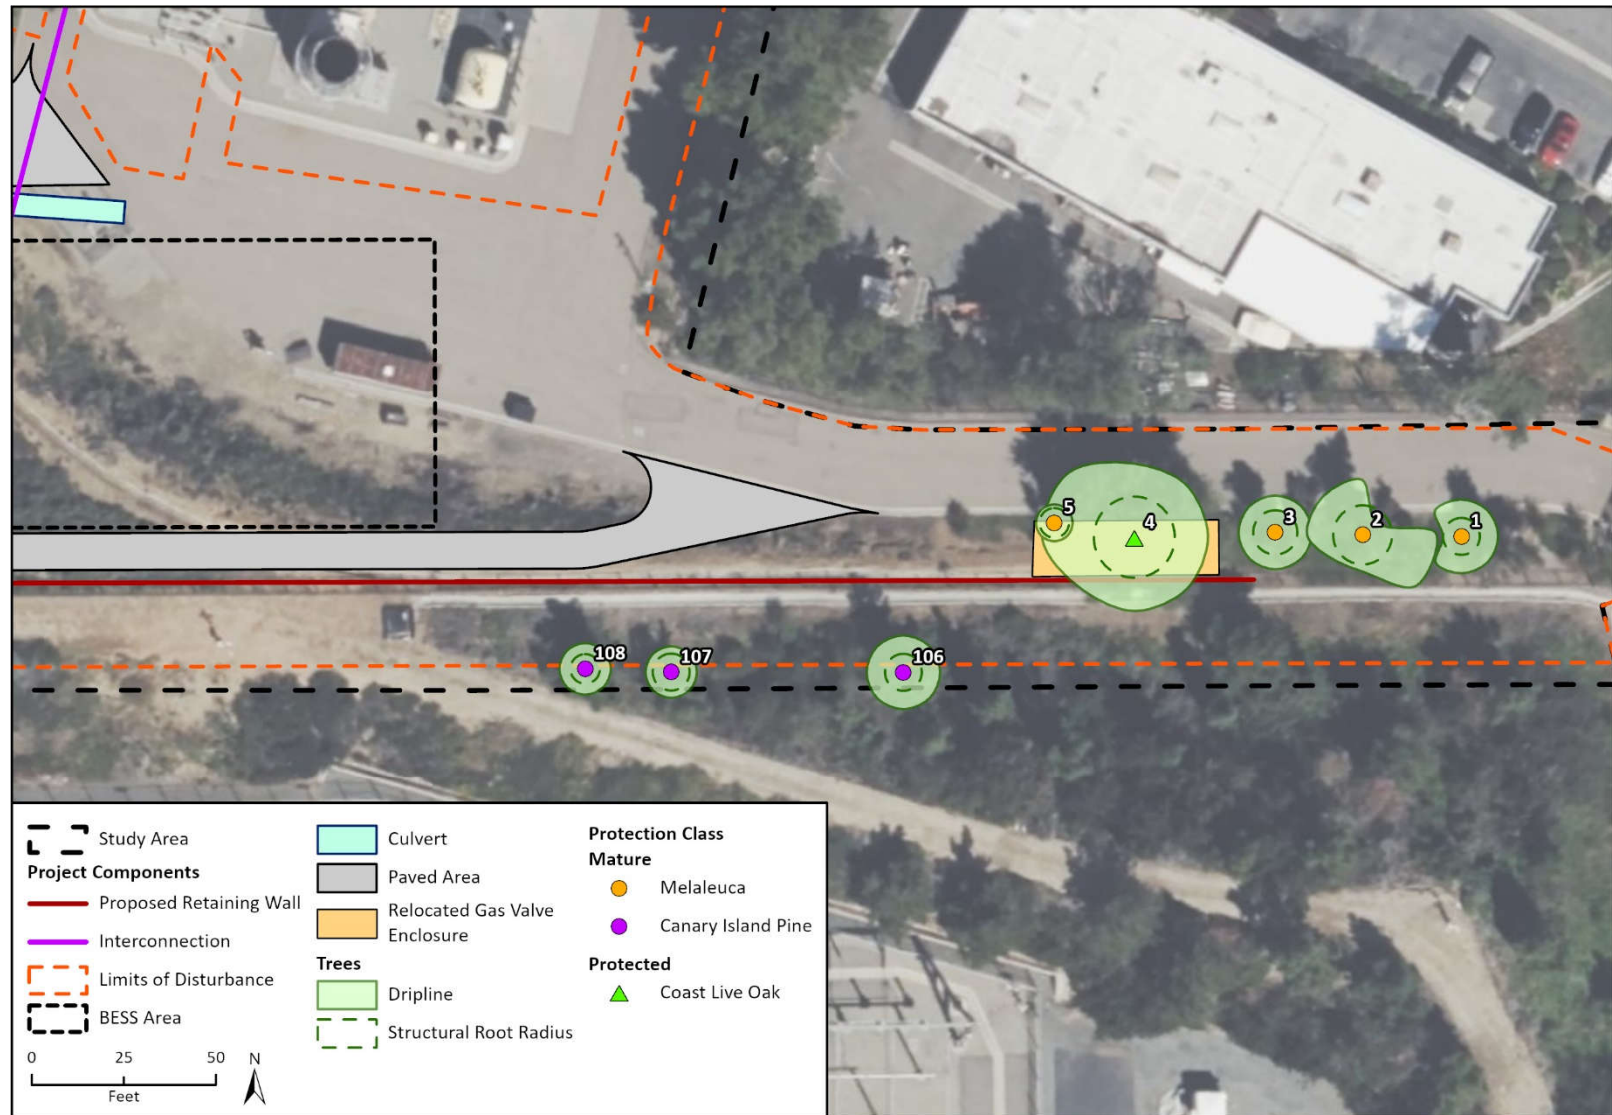 5
4
3
2
1
108
107
106
Study Area
Project Components
Proposed Retaining Wall
Interconnection
Limits of Disturbance
BESS Area
0 25 50
Feet
N
Culvert
Paved Area
Relocated Gas Valve
Enclosure
Trees
Dripline
Structural Root Radius
Protection Class
Mature
Melaleuca
Canary Island Pine
Protected
Coast Live Oak